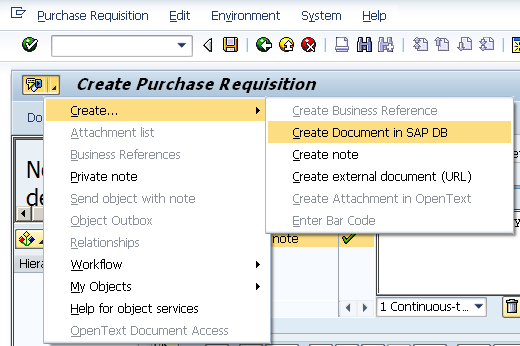 Purchase Requisition Edit Environment System Help
Create Purchase Requisition
Do
Create...
Attachment list
Business References
Private note
Send object with note
Object Outbox
Relationships
Workflow
My Objects
Help for object services
OpenText Document Access
Create Business Reference
Create Document in SAP DB
Create note
Create external document (URL)
Create Attachment in OpenText
Enter Bar Code
No
de
note
y
Hiera
1 Continuous-t...